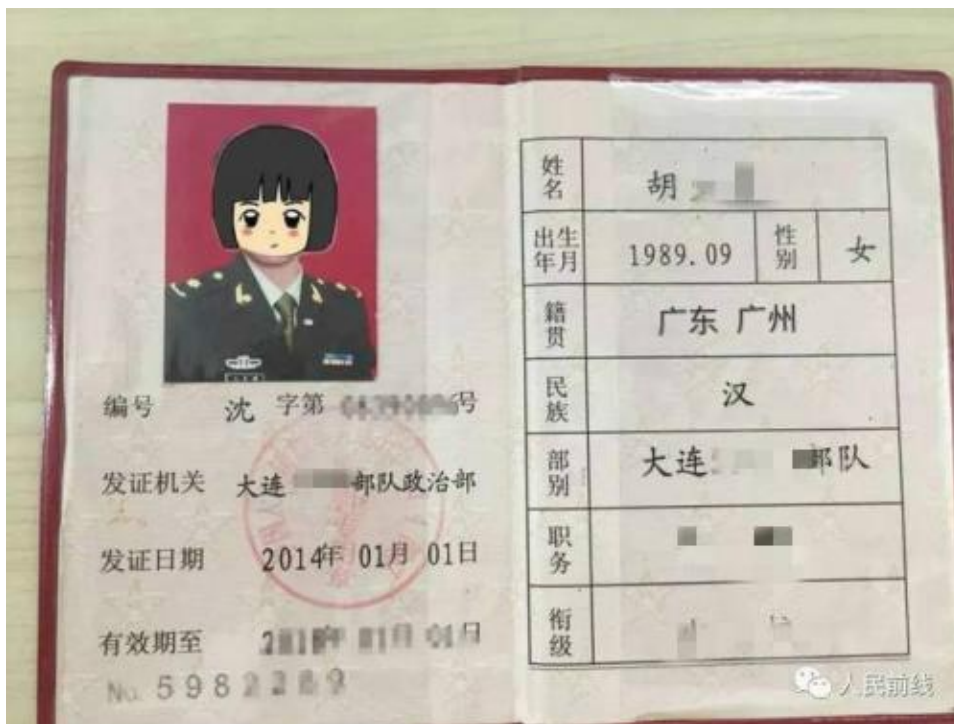 编号 沈 字第 号
发证机关 大连 部队政治部
发证日期 2014年 01月 01日
有效期至
No. 598
姓名 胡
出生年月 1989.09 性别 女
籍贯 广东 广州
民族 汉
部别 大连 部队
职务
衔级
人民前线